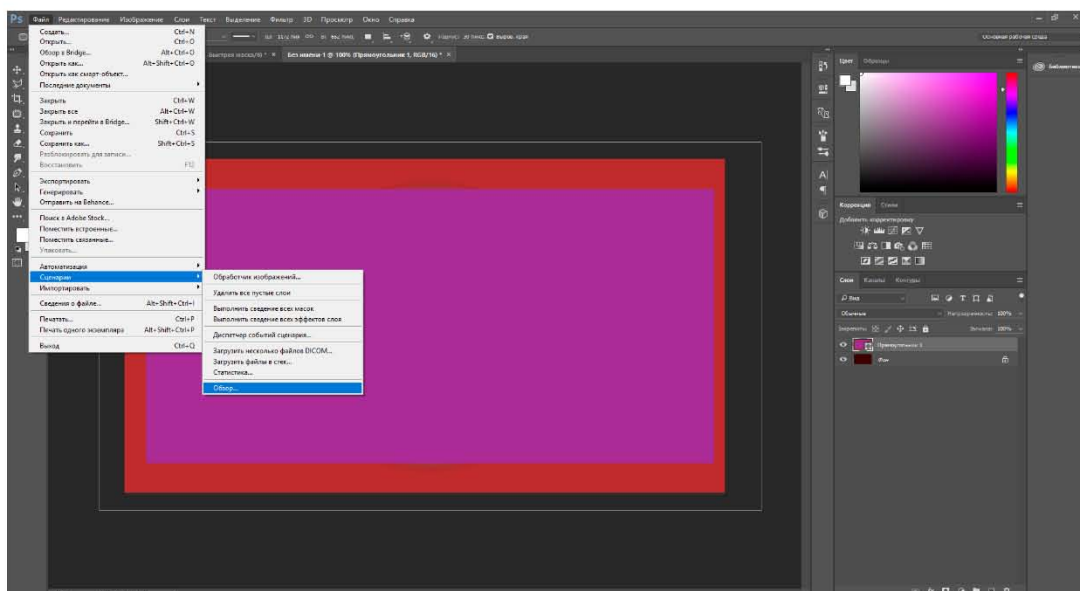 Ps Файл Редактирование Изображение Слои Текст Выделение Фильтр 3D Просмотр Окно Справка
Основная рабочая среда
Быстрая маска/8) * × Без имени-1 @ 100% (Прямоугольник 1, RGB/16) * ×
Создать... Ctrl+N
Открыть... Ctrl+O
Обзор в Bridge... Alt+Ctrl+O
Открыть как... Alt+Shift+Ctrl+O
Открыть как смарт-объект...
Последние документы
Закрыть Ctrl+W
Закрыть все Alt+Ctrl+W
Закрыть и перейти в Bridge... Shift+Ctrl+W
Сохранить Ctrl+S
Сохранить как... Shift+Ctrl+S
Разблокировать для записи...
Восстановить F12
Экспортировать
Генерировать
Отправить на Behance...
Поиск в Adobe Stock...
Поместить встроенные...
Поместить связанные...
Упаковать...
Автоматизация
Сценарии
Импортировать
Сведения о файле... Alt+Shift+Ctrl+I
Печатать... Ctrl+P
Печать одного экземпляра Alt+Shift+Ctrl+P
Выход Ctrl+Q
Обработчик изображений...
Удалить все пустые слои
Выполнить сведение всех масок
Выполнить сведение всех эффектов слоя
Диспетчер событий сценария...
Загрузить несколько файлов DICOM...
Загрузить файлы в стек...
Статистика...
Обзор...
Цвет Образцы
Коррекция Стили
Добавить корректировку
Слои Каналы Контуры
Вид
Обычные Непрозрачность: 100%
Закрепить: Заливка: 100%
Прямоугольник 1
Фон